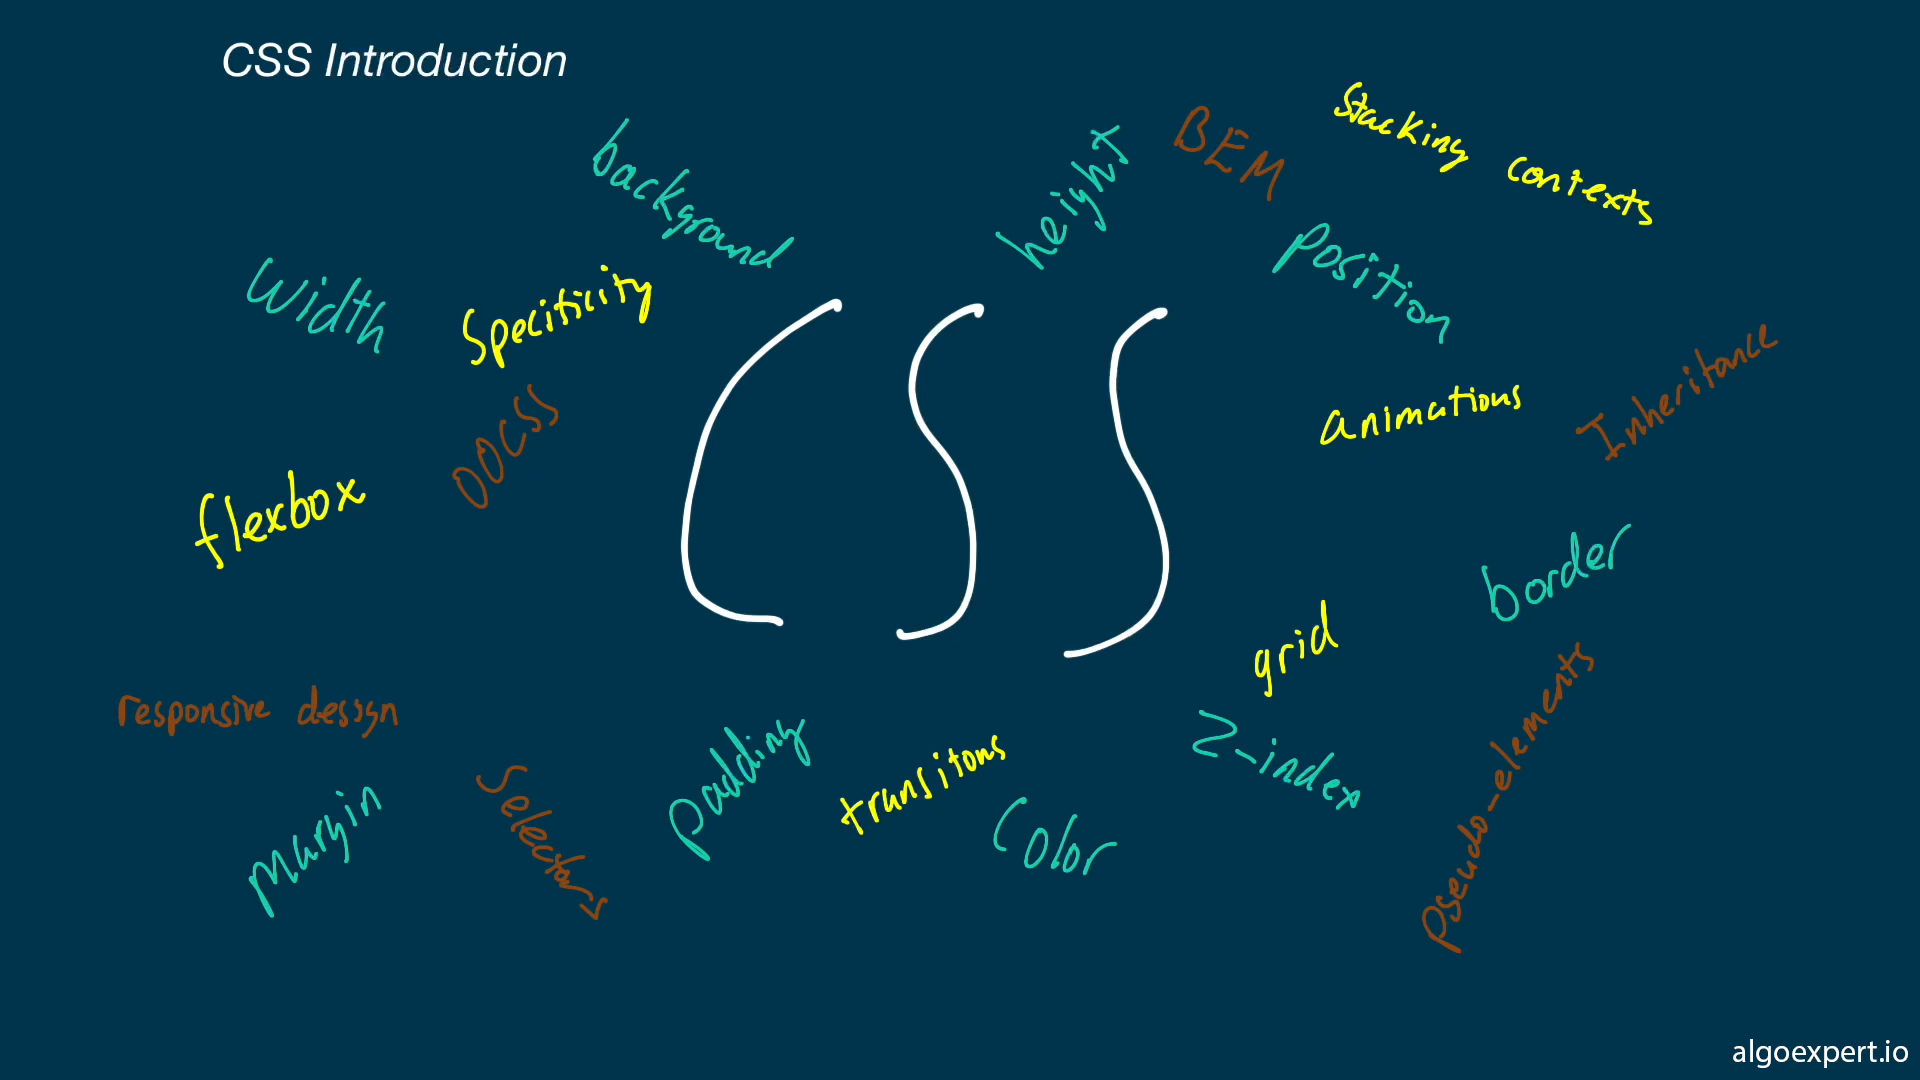 CSS Introduction
background
height
BEM
Stacking contexts
width
Specificity
position
OOCSS
animations
Inheritance
flexbox
CSS
border
grid
responsive design
padding
transitons
z-index
pseudo-elements
margin
Selectors
Color
algoexpert.io